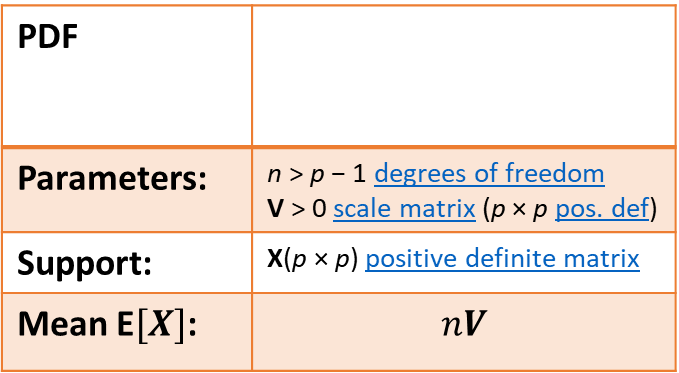 PDF
Parameters:
n > p − 1 degrees of freedom
V > 0 scale matrix (p × p pos. def)
Support:
X(p × p) positive definite matrix
Mean E[X]:
nV